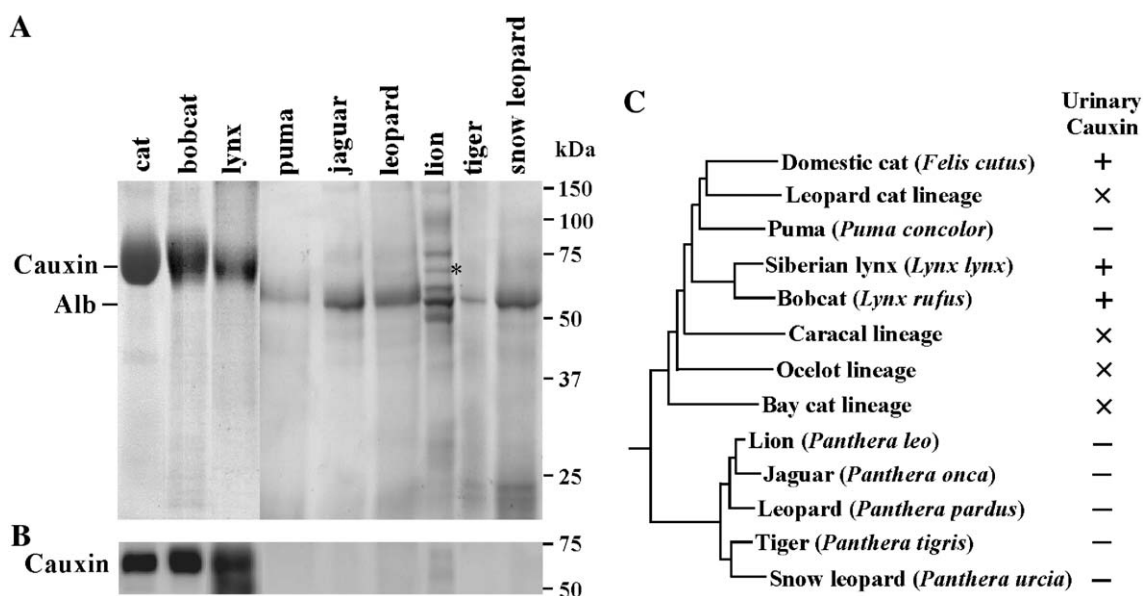 A
cat
bobcat
lynx
puma
jaguar
leopard
lion
tiger
snow leopard
kDa
150
100
75
50
37
25
Cauxin
Alb
*
B
Cauxin
75
50
C
Urinary
Cauxin
Domestic cat (Felis cutus) +
Leopard cat lineage ×
Puma (Puma concolor) −
Siberian lynx (Lynx lynx) +
Bobcat (Lynx rufus) +
Caracal lineage ×
Ocelot lineage ×
Bay cat lineage ×
Lion (Panthera leo) −
Jaguar (Panthera onca) −
Leopard (Panthera pardus) −
Tiger (Panthera tigris) −
Snow leopard (Panthera urcia) −